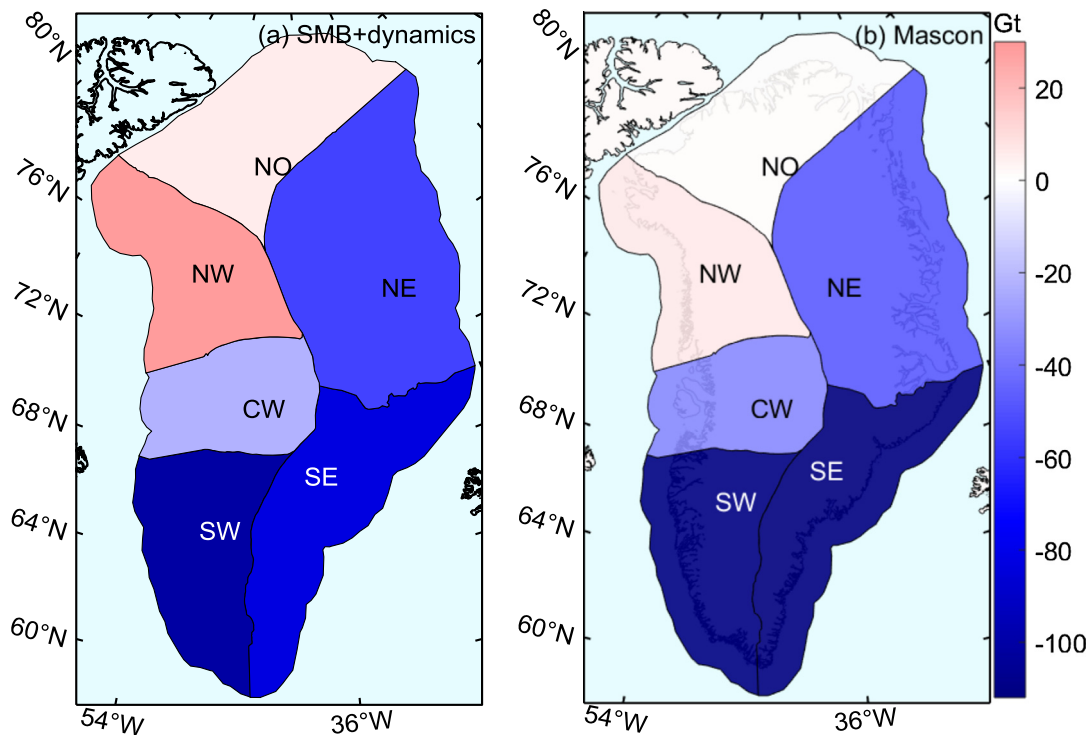 (a) SMB+dynamics
(b) Mascon
Gt
80°N
76°N
72°N
68°N
64°N
60°N
54°W
36°W
NO
NW
NE
CW
SE
SW
80°N
76°N
72°N
68°N
64°N
60°N
54°W
36°W
NO
NW
NE
CW
SE
SW
20
0
-20
-40
-60
-80
-100